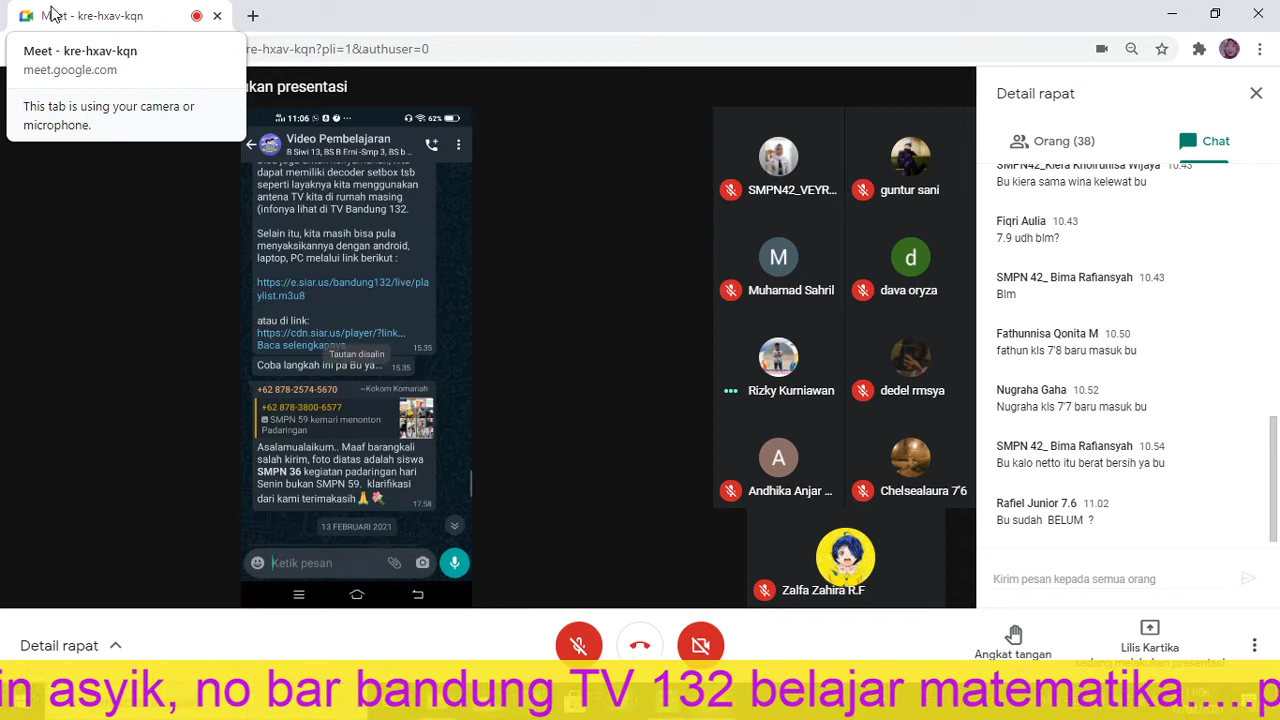 Meet - kre-hxav-kqn
Meet - kre-hxav-kqn
meet.google.com
This tab is using your camera or
microphone.
kre-hxav-kqn?pli=1&authuser=0
kan presentasi
11:06
62%
Video Pembelajaran
B Siwi 13, BS B Erni -Smp 3, BS b ...
dapat memiliki decoder setbox tsb
seperti layaknya kita menggunakan
antena TV kita di rumah masing
(infonya lihat di TV Bandung 132.
Selain itu, kita masih bisa pula
menyaksikannya dengan android,
laptop, PC melalui link berikut :
https://e.siar.us/bandung132/live/pla
ylist.m3u8
atau di link:
https://cdn.siar.us/player/?link...
Baca selengkapnya
15.35
Tautan disalin
Coba langkah ini pa Bu ya...
15.35
+62 878-2574-5670 ~Kokom Komariah
+62 878-3800-6577
SMPN 59 kemari menonton
Padaringan
Asalamualaikum.. Maaf barangkali
salah kirim, foto diatas adalah siswa
SMPN 36 kegiatan padaringan hari
Senin bukan SMPN 59. klarifikasi
dari kami terimakasih🙏🌷
17.58
13 FEBRUARI 2021
Ketik pesan
SMPN42_VEYR...
guntur sani
M
Muhamad Sahril
d
dava oryza
Rizky Kurniawan
dedel rmsya
A
Andhika Anjar ...
Chelsealaura 7'6
Zalfa Zahira R.F
Detail rapat
Orang (38)
Chat
SMPN42_Kiera Khoirunisa Wijaya 10.43
Bu kiera sama wina kelewat bu
Fiqri Aulia 10.43
7.9 udh blm?
SMPN 42_ Bima Rafiansyah 10.43
Blm
Fathunnisa Qonita M 10.50
fathun kls 7'8 baru masuk bu
Nugraha Gaha 10.52
Nugraha kls 7'7 baru masuk bu
SMPN 42_ Bima Rafiansyah 10.54
Bu kalo netto itu berat bersih ya bu
Rafiel Junior 7.6 11.02
Bu sudah BELUM ?
Kirim pesan kepada semua orang
Detail rapat
Angkat tangan
Lilis Kartika
sedang melakukan presentasi
in asyik, no bar bandung TV 132 belajar matematika.....p